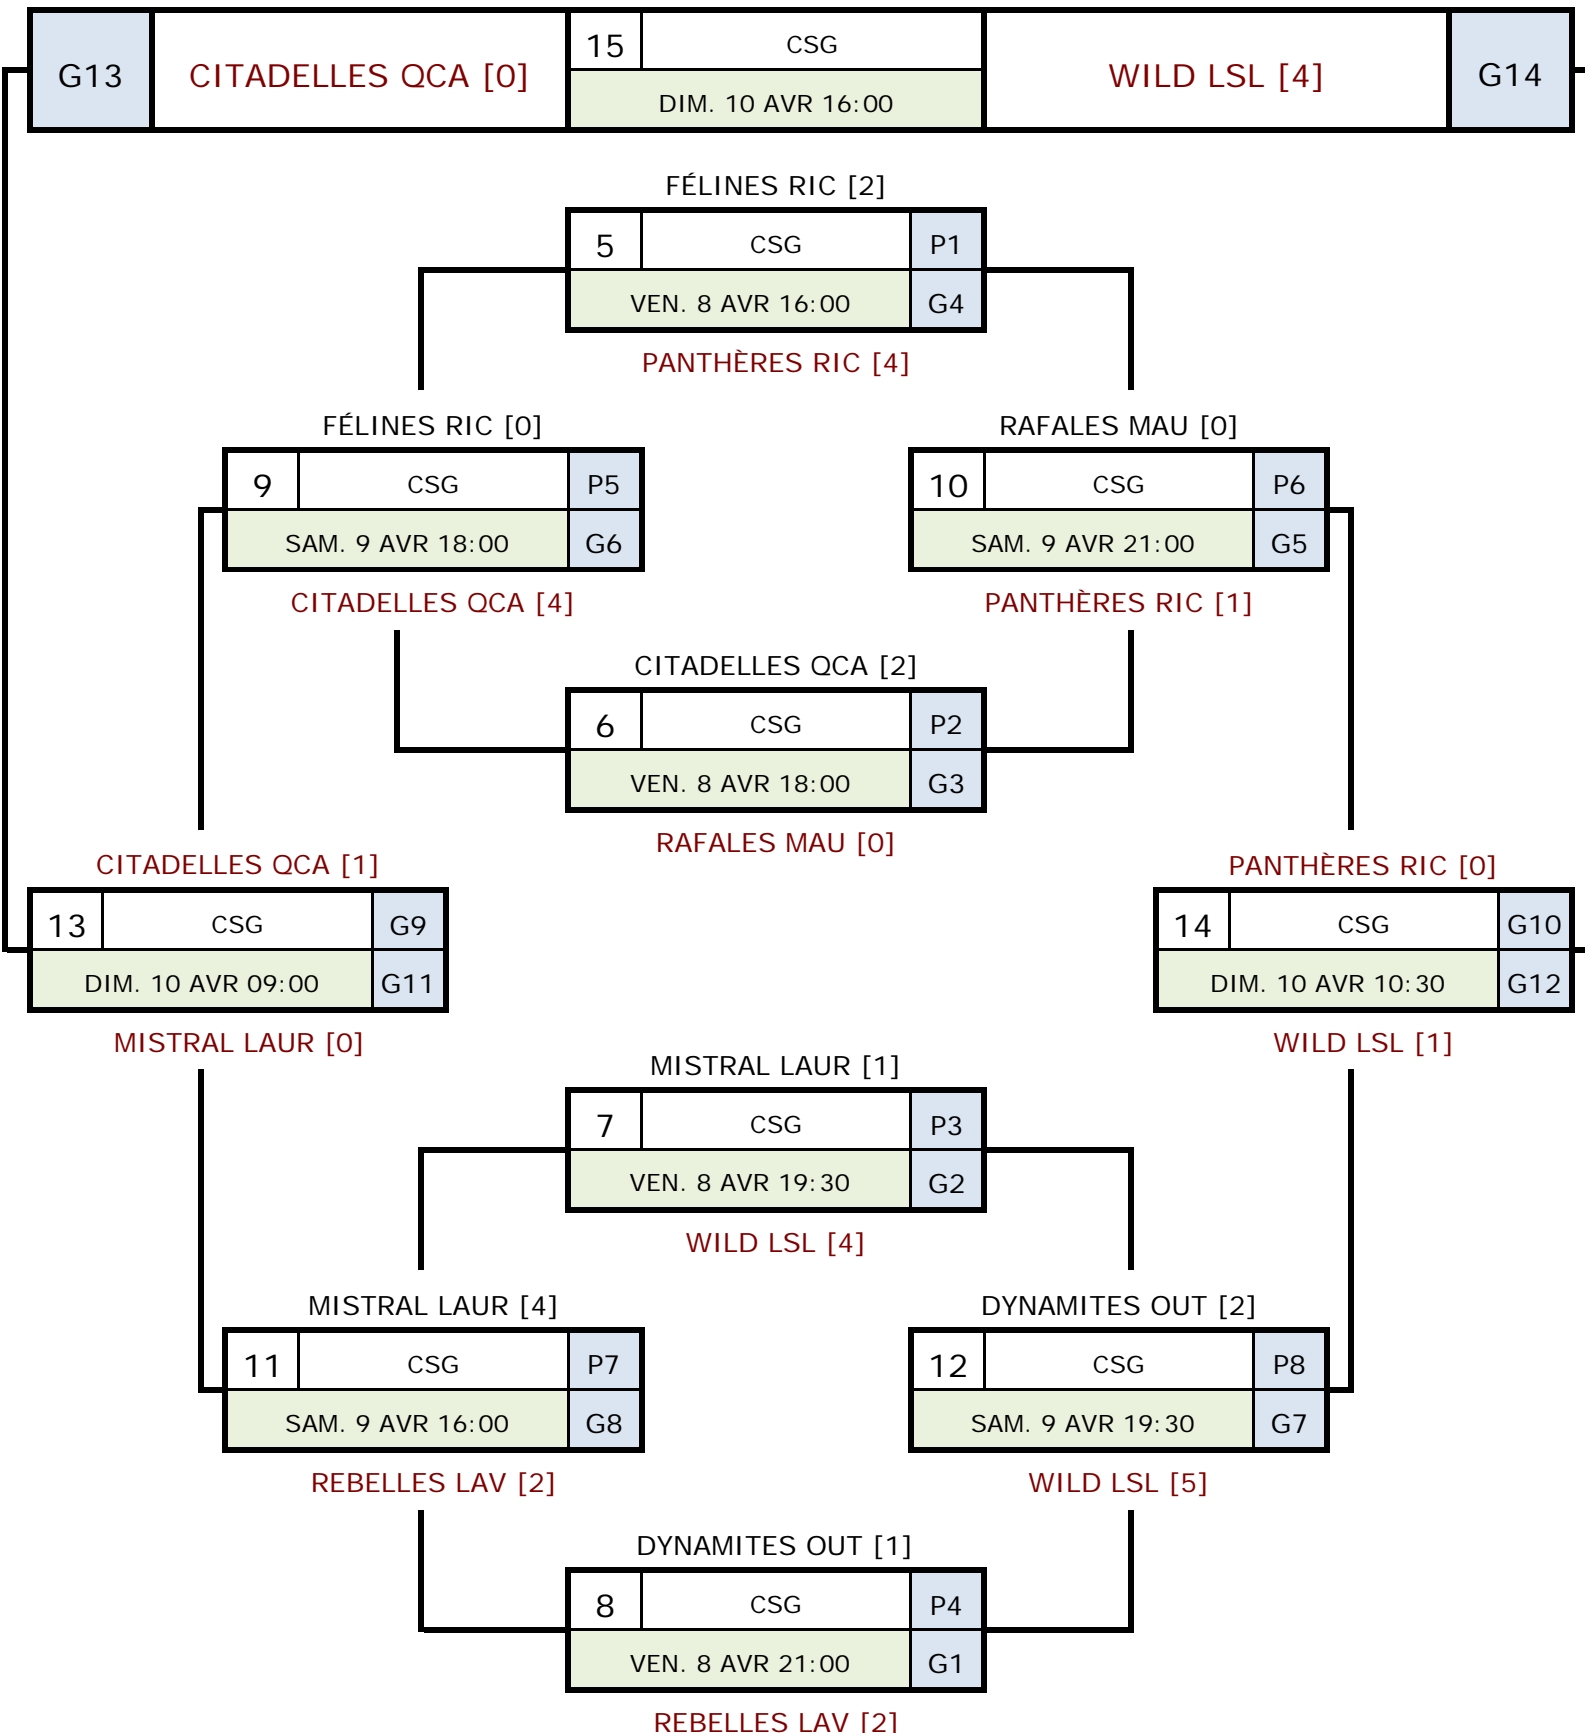 G13 CITADELLES QCA [0] 15 CSG WILD LSL [4] G14
DIM. 10 AVR 16:00
FÉLINES RIC [2]
5 CSG P1
VEN. 8 AVR 16:00 G4
PANTHÈRES RIC [4]
FÉLINES RIC [0] RAFALES MAU [0]
9 CSG P5 10 CSG P6
SAM. 9 AVR 18:00 G6 SAM. 9 AVR 21:00 G5
CITADELLES QCA [4] PANTHÈRES RIC [1]
CITADELLES QCA [2]
6 CSG P2
VEN. 8 AVR 18:00 G3
RAFALES MAU [0]
CITADELLES QCA [1] PANTHÈRES RIC [0]
13 CSG G9 14 CSG G10
DIM. 10 AVR 09:00 G11 DIM. 10 AVR 10:30 G12
MISTRAL LAUR [0] WILD LSL [1]
MISTRAL LAUR [1]
7 CSG P3
VEN. 8 AVR 19:30 G2
WILD LSL [4]
MISTRAL LAUR [4] DYNAMITES OUT [2]
11 CSG P7 12 CSG P8
SAM. 9 AVR 16:00 G8 SAM. 9 AVR 19:30 G7
REBELLES LAV [2] WILD LSL [5]
DYNAMITES OUT [1]
8 CSG P4
VEN. 8 AVR 21:00 G1
REBELLES LAV [2]